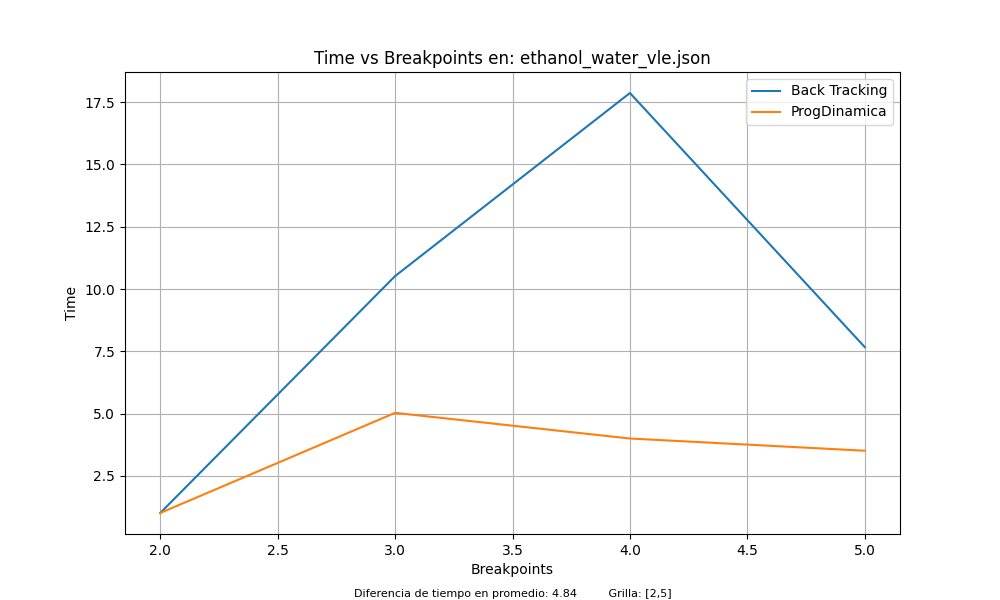 Time vs Breakpoints en: ethanol_water_vle.json
Back Tracking
ProgDinamica
17.5
15.0
12.5
10.0
7.5
5.0
2.5
Time
2.0 2.5 3.0 3.5 4.0 4.5 5.0
Breakpoints
Diferencia de tiempo en promedio: 4.84 Grilla: [2,5]